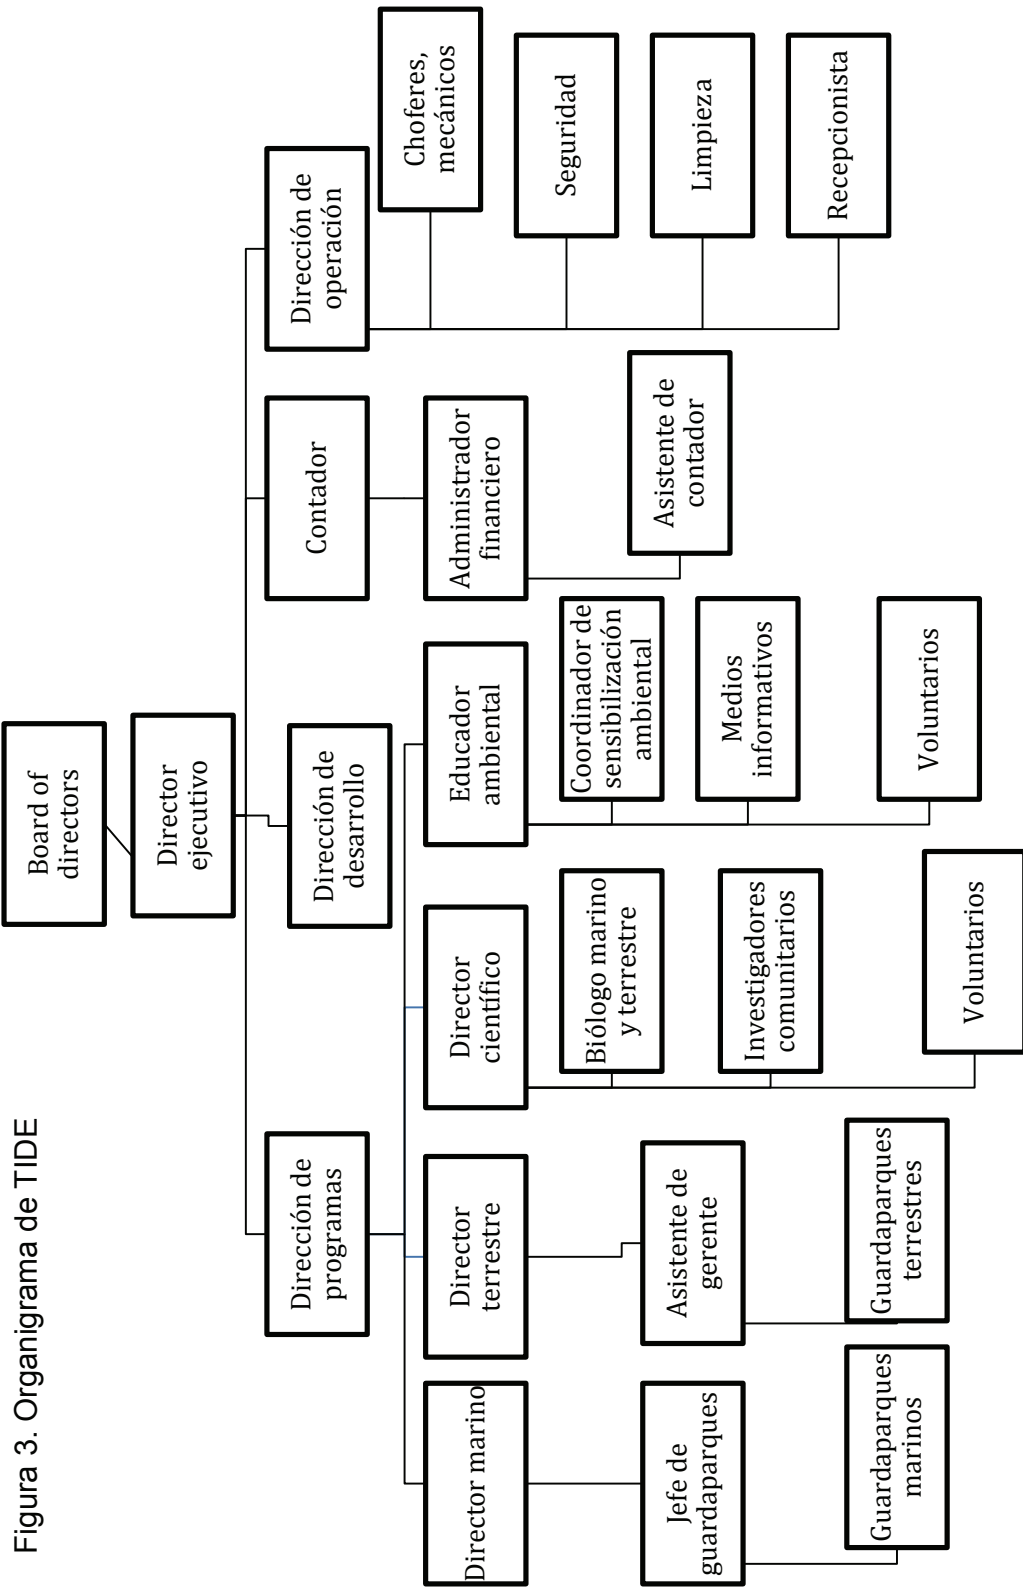 Figura 3. Organigrama de TIDE
Board of
directors
Director
ejecutivo
Dirección de
programas
Dirección de
desarrollo
Contador
Dirección de
operación
Director marino
Director
terrestre
Director
científico
Educador
ambiental
Administrador
financiero
Choferes,
mecánicos
Seguridad
Limpieza
Recepcionista
Jefe de
guardaparques
Asistente de
gerente
Biólogo marino
y terrestre
Investigadores
comunitarios
Voluntarios
Coordinador de
sensibilización
ambiental
Medios
informativos
Voluntarios
Asistente de
contador
Guardaparques
marinos
Guardaparques
terrestres